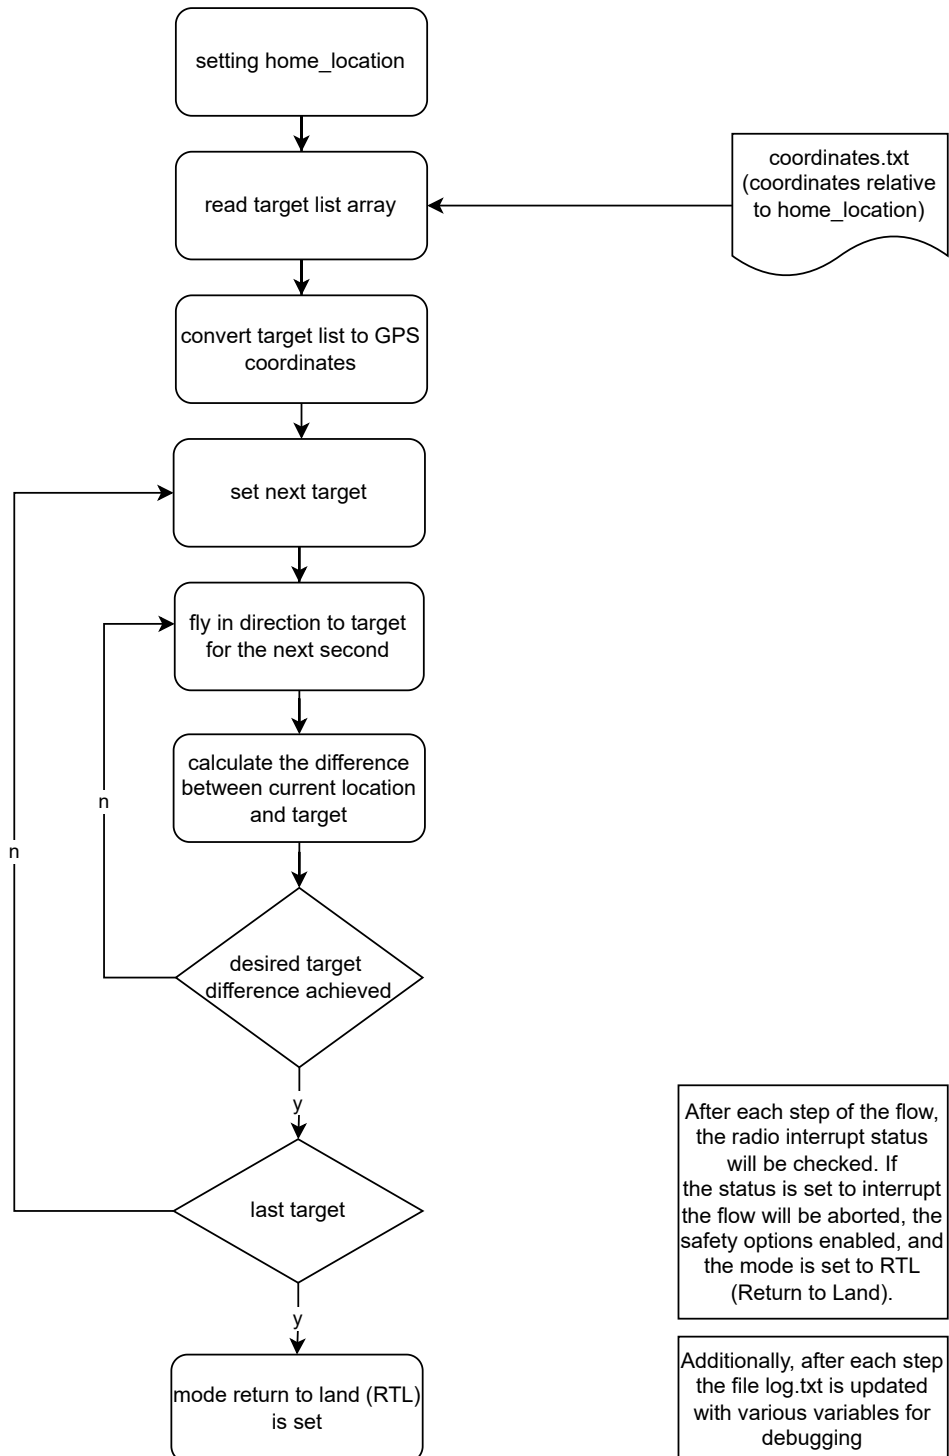 setting home_location
read target list array
coordinates.txt
(coordinates relative
to home_location)
convert target list to GPS
coordinates
set next target
fly in direction to target
for the next second
calculate the difference
between current location
and target
n
n
desired target
difference achieved
y
last target
y
mode return to land (RTL)
is set
After each step of the flow,
the radio interrupt status
will be checked. If
the status is set to interrupt
the flow will be aborted, the
safety options enabled, and
the mode is set to RTL
(Return to Land).
Additionally, after each step
the file log.txt is updated
with various variables for
debugging